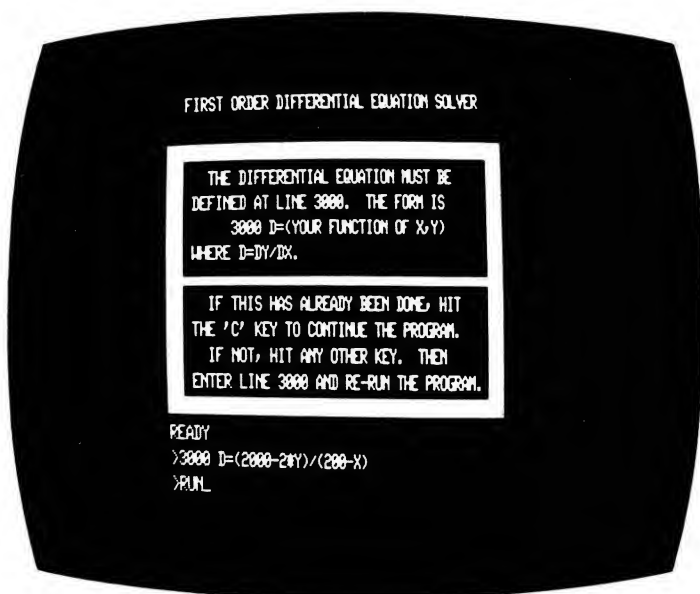 FIRST ORDER DIFFERENTIAL EQUATION SOLVER
THE DIFFERENTIAL EQUATION MUST BE
DEFINED AT LINE 3000. THE FORM IS
3000 D=(YOUR FUNCTION OF X,Y)
WHERE D=DY/DX.
IF THIS HAS ALREADY BEEN DONE, HIT
THE 'C' KEY TO CONTINUE THE PROGRAM.
IF NOT, HIT ANY OTHER KEY. THEN
ENTER LINE 3000 AND RE-RUN THE PROGRAM.
READY
>3000 D=(2000-2*Y)/(200-X)
>RUN_